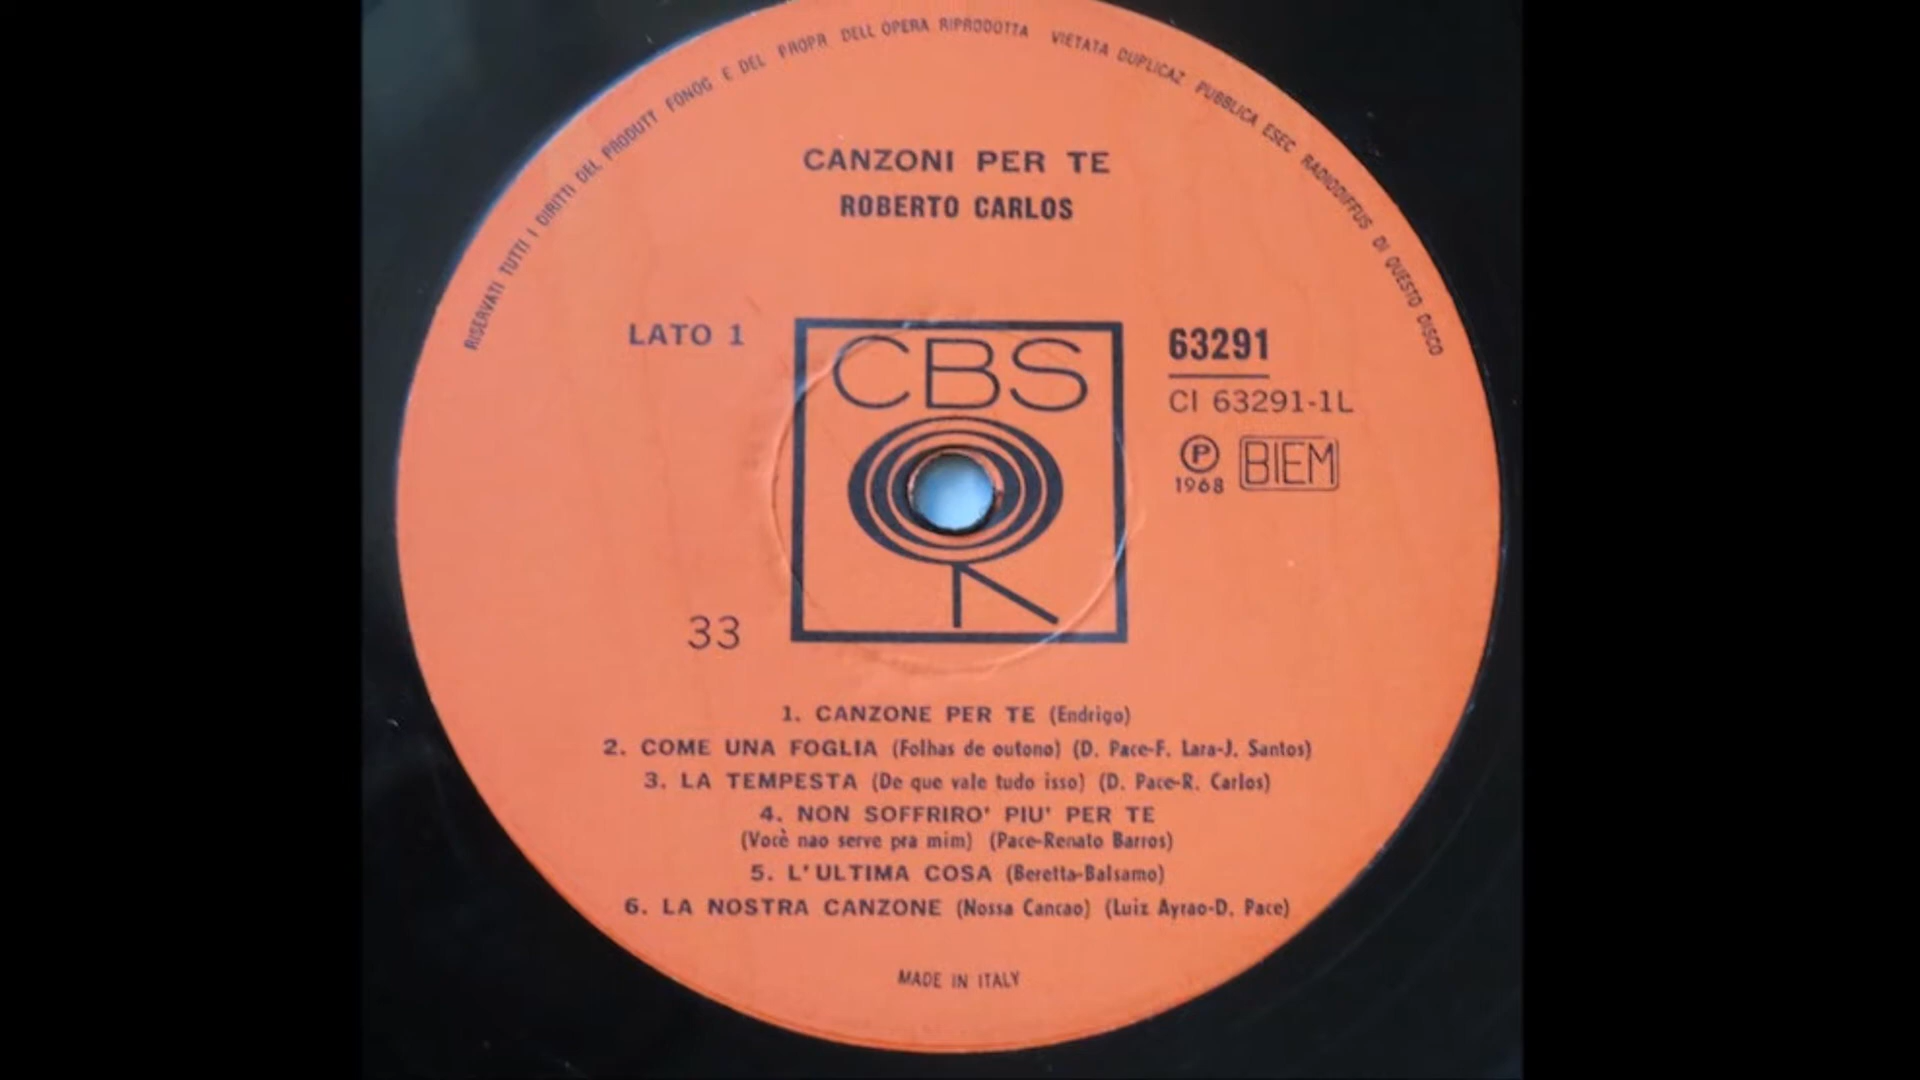 RISERVATI TUTTI I DIRITTI DEL PRODUTT FONOG E DEL PROPR DELL OPERA RIPRODOTTA VIETATA DUPLICAZ PUBBLICA ESEC RADIODIFFUS DI QUESTO DISCO
CANZONI PER TE
ROBERTO CARLOS
LATO 1
CBS
63291
CI 63291-1L
P
1968
BIEM
33
1. CANZONE PER TE (Endrigo)
2. COME UNA FOGLIA (Folhas de outono) (D. Pace-F. Lara-J. Santos)
3. LA TEMPESTA (De que vale tudo isso) (D. Pace-R. Carlos)
4. NON SOFFRIRO' PIU' PER TE
(Vocè nao serve pra mim) (Pace-Renato Barros)
5. L'ULTIMA COSA (Beretta-Balsamo)
6. LA NOSTRA CANZONE (Nossa Cancao) (Luiz Ayrao-D. Pace)
MADE IN ITALY